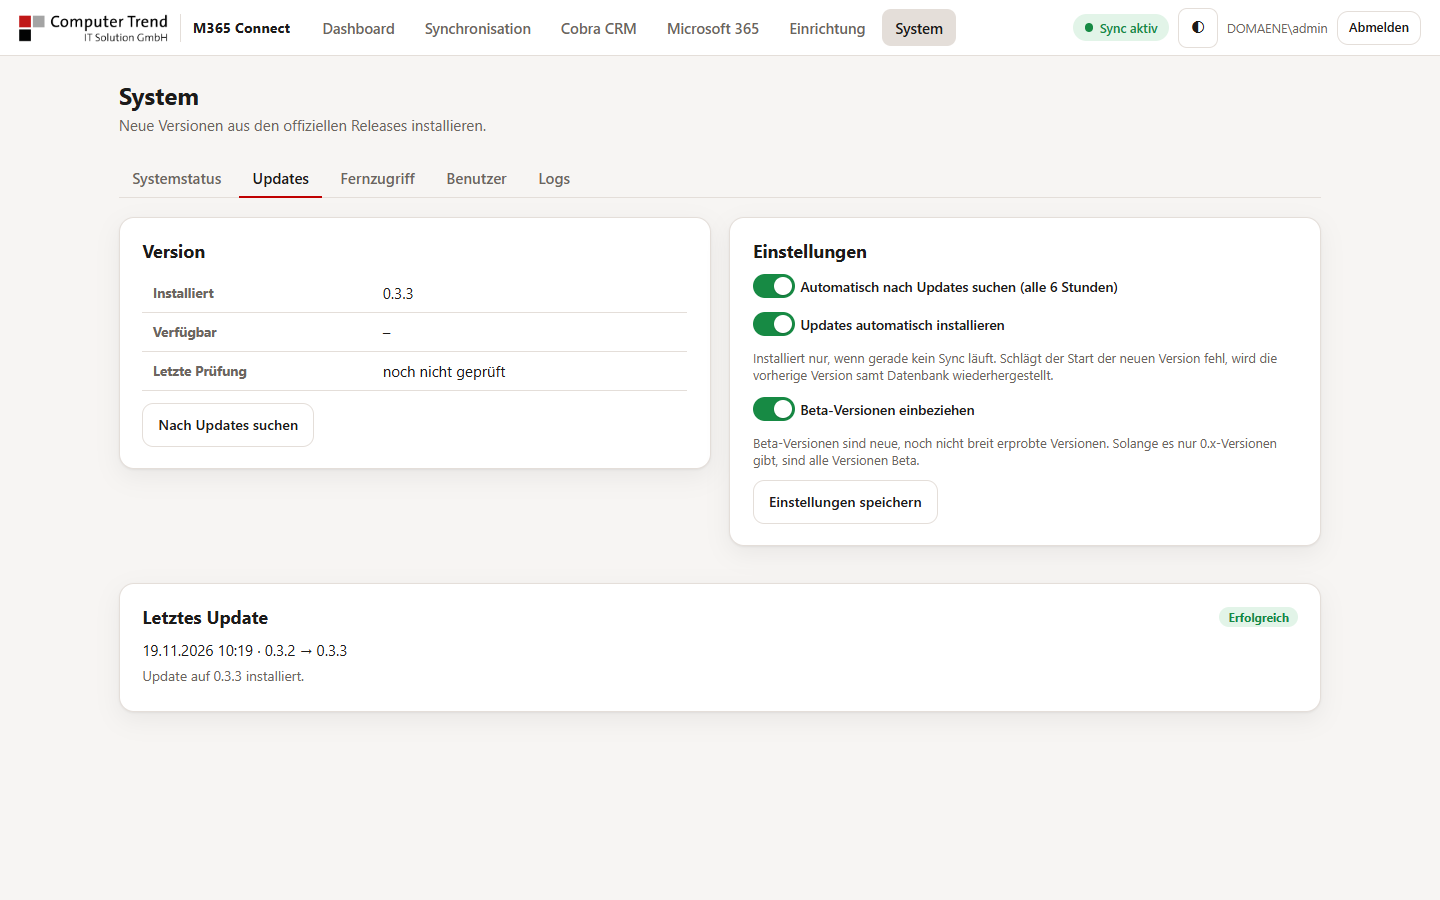 Computer Trend
IT Solution GmbH
M365 Connect
Dashboard
Synchronisation
Cobra CRM
Microsoft 365
Einrichtung
System
Sync aktiv
DOMAENE\admin
Abmelden
System
Neue Versionen aus den offiziellen Releases installieren.
Systemstatus
Updates
Fernzugriff
Benutzer
Logs
Version
Installiert 0.3.3
Verfügbar –
Letzte Prüfung noch nicht geprüft
Nach Updates suchen
Einstellungen
Automatisch nach Updates suchen (alle 6 Stunden)
Updates automatisch installieren
Installiert nur, wenn gerade kein Sync läuft. Schlägt der Start der neuen Version fehl, wird die
vorherige Version samt Datenbank wiederhergestellt.
Beta-Versionen einbeziehen
Beta-Versionen sind neue, noch nicht breit erprobte Versionen. Solange es nur 0.x-Versionen
gibt, sind alle Versionen Beta.
Einstellungen speichern
Letztes Update
Erfolgreich
19.11.2026 10:19 · 0.3.2 → 0.3.3
Update auf 0.3.3 installiert.